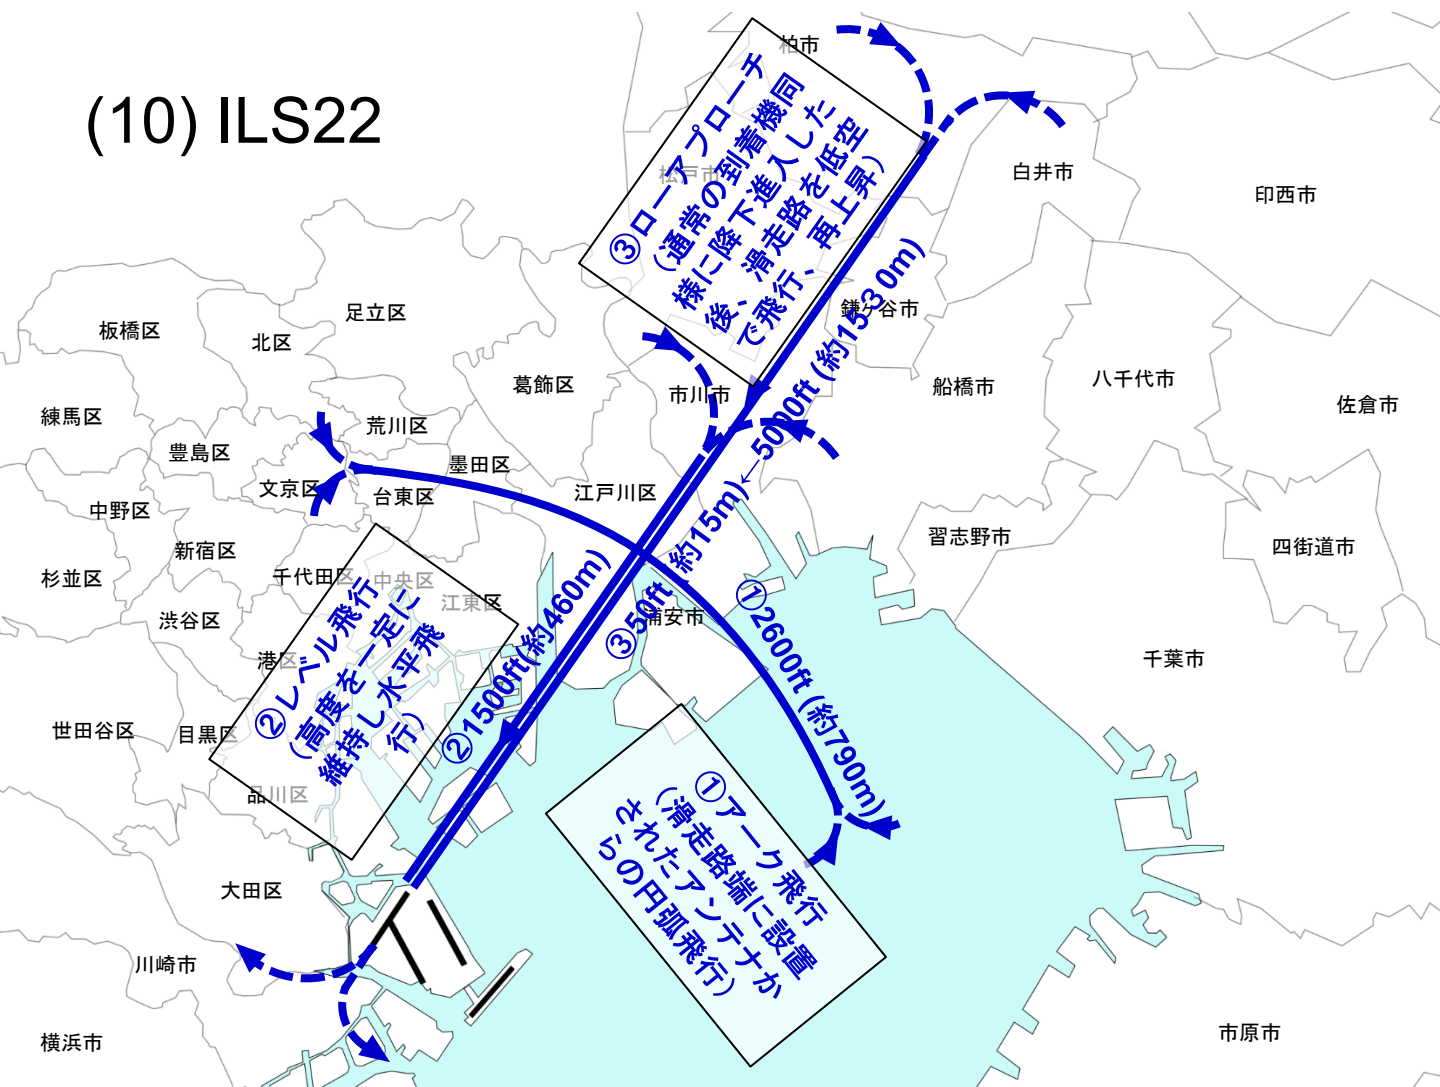 (10) ILS22
柏市
③ローアプローチ
（通常の到着機同
様に降下進入した
後、滑走路を低空
で飛行、再上昇）
松戸市
白井市
印西市
鎌ケ谷市
足立区
板橋区
北区
葛飾区
市川市
船橋市
八千代市
佐倉市
練馬区
荒川区
豊島区
墨田区
文京区
台東区
江戸川区
中野区
新宿区
習志野市
四街道市
杉並区
千代田区
中央区
江東区
渋谷区
浦安市
港区
千葉市
世田谷区
目黒区
品川区
③50ft (約15m)←5000ft (約1530m)
②1500ft(約460m)
①2600ft (約790m)
②レベル飛行
（高度を一定に
維持し水平飛
行）
①アーク飛行
（滑走路端に設置
されたアンテナか
らの円弧飛行）
大田区
川崎市
横浜市
市原市